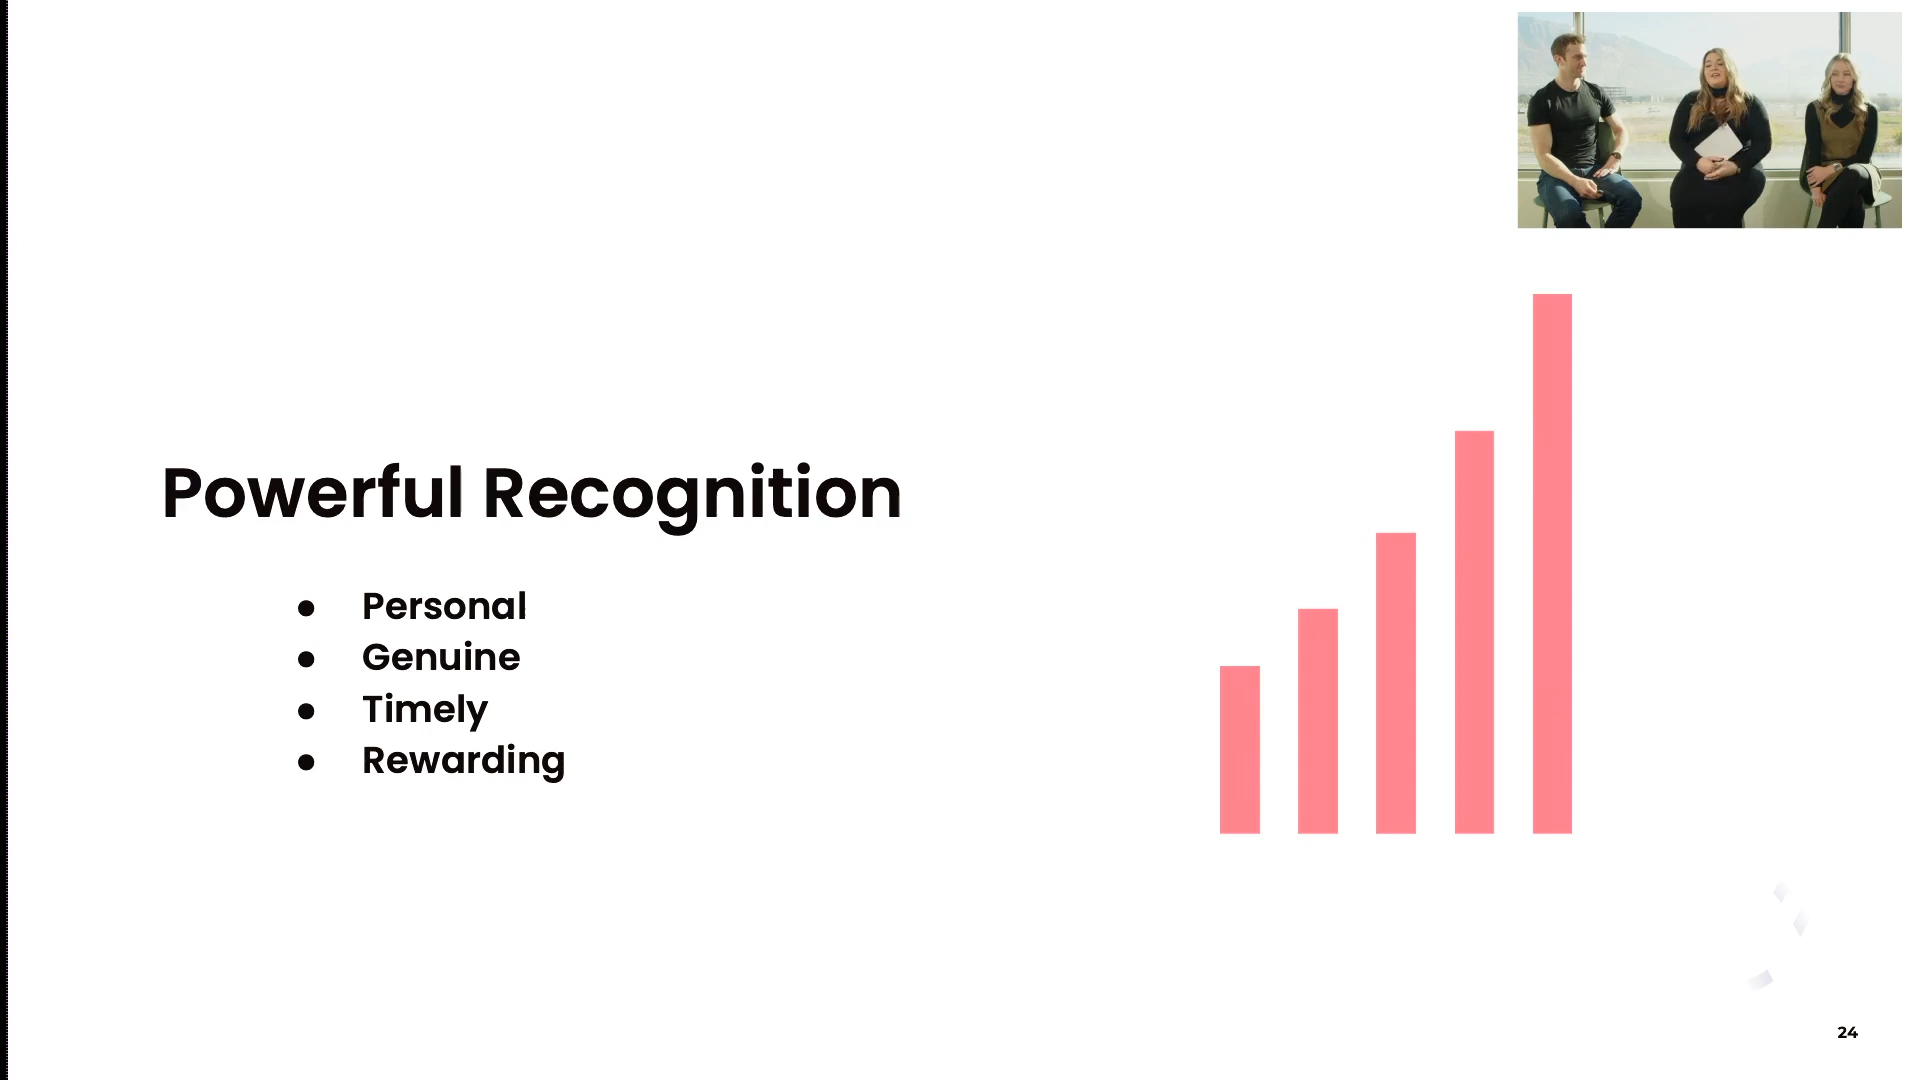 Powerful Recognition
● Personal
● Genuine
● Timely
● Rewarding
24